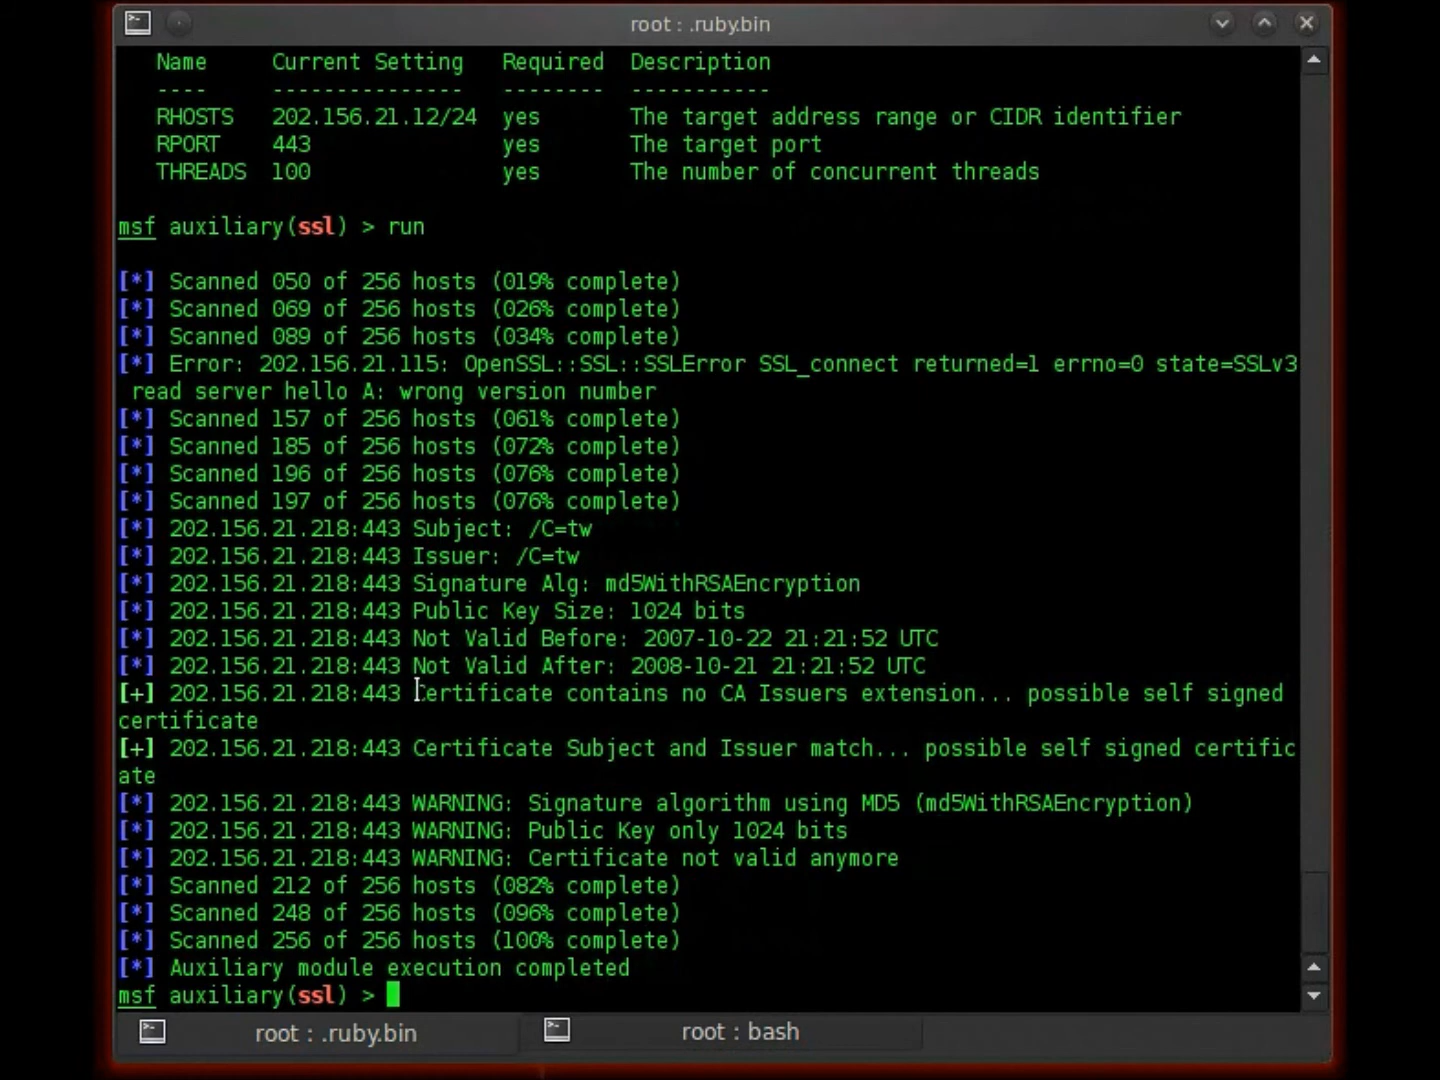 root : .ruby.bin
Name Current Setting Required Description
---- --------------- -------- -----------
RHOSTS 202.156.21.12/24 yes The target address range or CIDR identifier
RPORT 443 yes The target port
THREADS 100 yes The number of concurrent threads
msf auxiliary(ssl) > run
[*] Scanned 050 of 256 hosts (019% complete)
[*] Scanned 069 of 256 hosts (026% complete)
[*] Scanned 089 of 256 hosts (034% complete)
[*] Error: 202.156.21.115: OpenSSL::SSL::SSLError SSL_connect returned=1 errno=0 state=SSLv3
read server hello A: wrong version number
[*] Scanned 157 of 256 hosts (061% complete)
[*] Scanned 185 of 256 hosts (072% complete)
[*] Scanned 196 of 256 hosts (076% complete)
[*] Scanned 197 of 256 hosts (076% complete)
[*] 202.156.21.218:443 Subject: /C=tw
[*] 202.156.21.218:443 Issuer: /C=tw
[*] 202.156.21.218:443 Signature Alg: md5WithRSAEncryption
[*] 202.156.21.218:443 Public Key Size: 1024 bits
[*] 202.156.21.218:443 Not Valid Before: 2007-10-22 21:21:52 UTC
[*] 202.156.21.218:443 Not Valid After: 2008-10-21 21:21:52 UTC
[+] 202.156.21.218:443 Certificate contains no CA Issuers extension... possible self signed
certificate
[+] 202.156.21.218:443 Certificate Subject and Issuer match... possible self signed certific
ate
[*] 202.156.21.218:443 WARNING: Signature algorithm using MD5 (md5WithRSAEncryption)
[*] 202.156.21.218:443 WARNING: Public Key only 1024 bits
[*] 202.156.21.218:443 WARNING: Certificate not valid anymore
[*] Scanned 212 of 256 hosts (082% complete)
[*] Scanned 248 of 256 hosts (096% complete)
[*] Scanned 256 of 256 hosts (100% complete)
[*] Auxiliary module execution completed
msf auxiliary(ssl) >
root : .ruby.bin root : bash